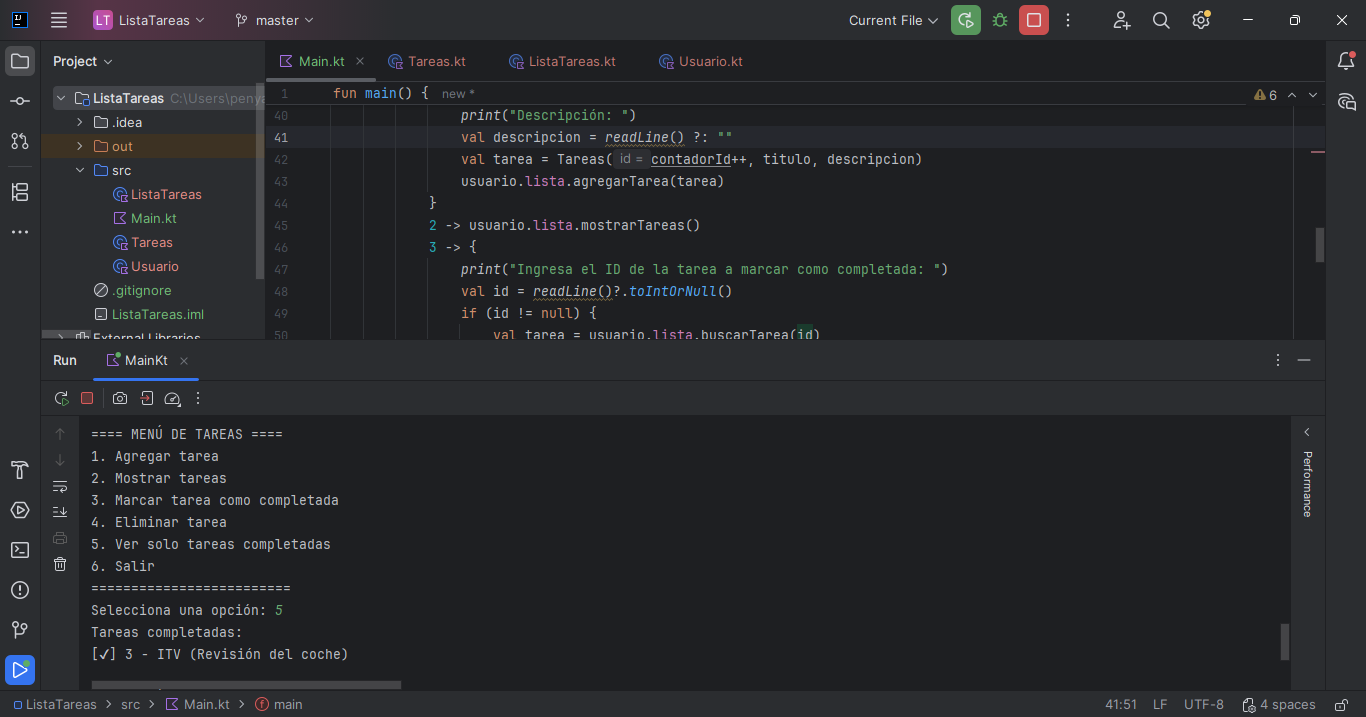 LT ListaTareas master Current File
Project
Main.kt Tareas.kt ListaTareas.kt Usuario.kt
ListaTareas C:\Users\penya
.idea
out
src
ListaTareas
Main.kt
Tareas
Usuario
.gitignore
ListaTareas.iml
External Libraries
1 fun main() { new *
6
40 print("Descripción: ")
41 val descripcion = readLine() ?: ""
42 val tarea = Tareas( id = contadorId++, titulo, descripcion)
43 usuario.lista.agregarTarea(tarea)
44 }
45 2 -> usuario.lista.mostrarTareas()
46 3 -> {
47 print("Ingresa el ID de la tarea a marcar como completada: ")
48 val id = readLine()?.toIntOrNull()
49 if (id != null) {
50 val tarea = usuario.lista.buscarTarea(id)
Run MainKt
==== MENÚ DE TAREAS ====
1. Agregar tarea
2. Mostrar tareas
3. Marcar tarea como completada
4. Eliminar tarea
5. Ver solo tareas completadas
6. Salir
=========================
Selecciona una opción: 5
Tareas completadas:
[✓] 3 - ITV (Revisión del coche)
Performance
ListaTareas > src > Main.kt > main
41:51 LF UTF-8 4 spaces